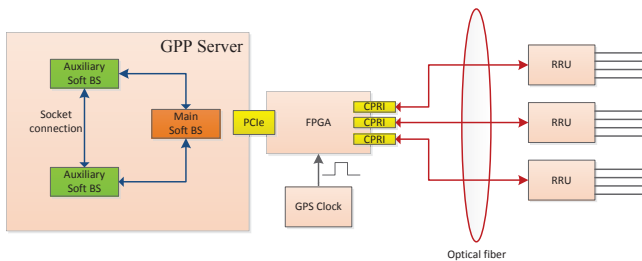 GPP Server
Auxiliary
Soft BS
Socket
connection
Main
Soft BS
Auxiliary
Soft BS
PCIe
FPGA
CPRI
CPRI
CPRI
GPS Clock
RRU
RRU
RRU
Optical fiber